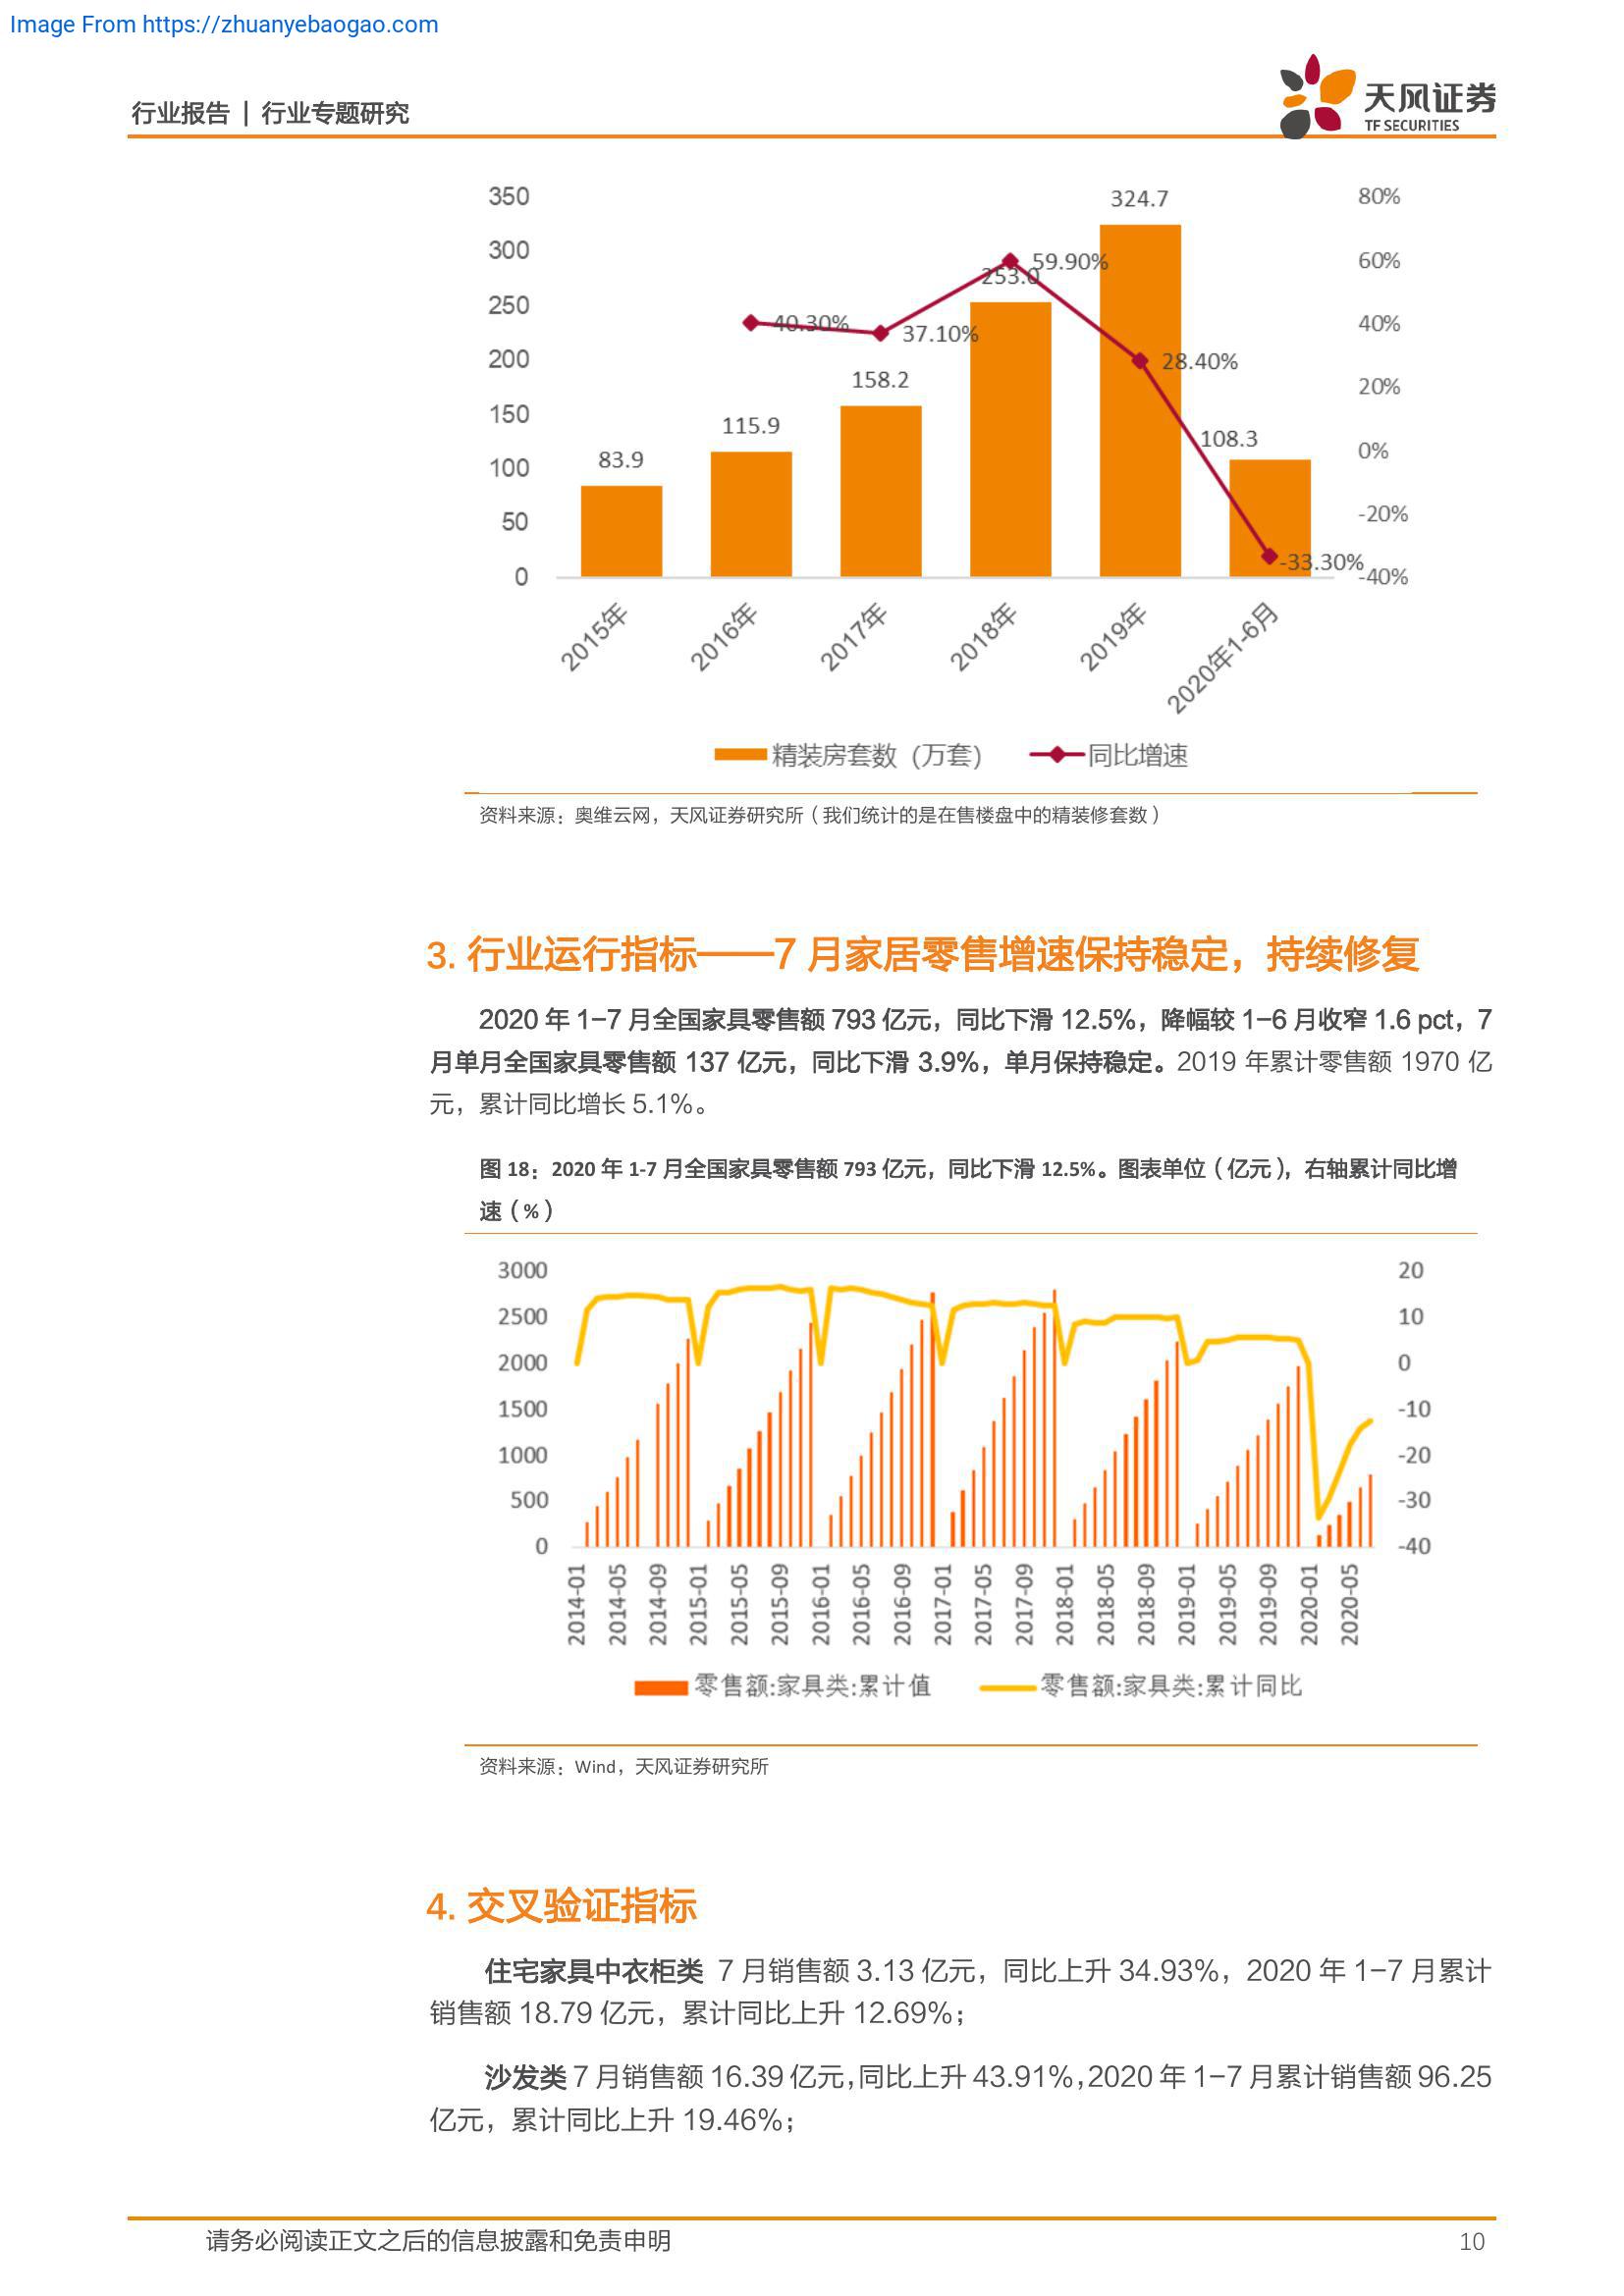 Image From https://zhuanyebaogao.com
行业报告 | 行业专题研究
天风证券
TF SECURITIES
350
300
250
200
150
100
50
0
80%
60%
40%
20%
0%
-20%
-40%
83.9
115.9
158.2
253.0
324.7
108.3
40.30%
37.10%
59.90%
28.40%
-33.30%
2015年
2016年
2017年
2018年
2019年
2020年1-6月
精装房套数（万套）
同比增速
资料来源：奥维云网，天风证券研究所（我们统计的是在售楼盘中的精装修套数）
3. 行业运行指标——7 月家居零售增速保持稳定，持续修复
2020 年 1-7 月全国家具零售额 793 亿元，同比下滑 12.5%，降幅较 1-6 月收窄 1.6 pct，7
月单月全国家具零售额 137 亿元，同比下滑 3.9%，单月保持稳定。2019 年累计零售额 1970 亿
元，累计同比增长 5.1%。
图 18：2020 年 1-7 月全国家具零售额 793 亿元，同比下滑 12.5%。图表单位（亿元），右轴累计同比增
速（%）
3000
2500
2000
1500
1000
500
0
20
10
0
-10
-20
-30
-40
2014-01
2014-05
2014-09
2015-01
2015-05
2015-09
2016-01
2016-05
2016-09
2017-01
2017-05
2017-09
2018-01
2018-05
2018-09
2019-01
2019-05
2019-09
2020-01
2020-05
零售额:家具类:累计值
零售额:家具类:累计同比
资料来源：Wind，天风证券研究所
4. 交叉验证指标
住宅家具中衣柜类 7 月销售额 3.13 亿元，同比上升 34.93%，2020 年 1-7 月累计
销售额 18.79 亿元，累计同比上升 12.69%；
沙发类 7 月销售额 16.39 亿元，同比上升 43.91%，2020 年 1-7 月累计销售额 96.25
亿元，累计同比上升 19.46%；
请务必阅读正文之后的信息披露和免责申明
10